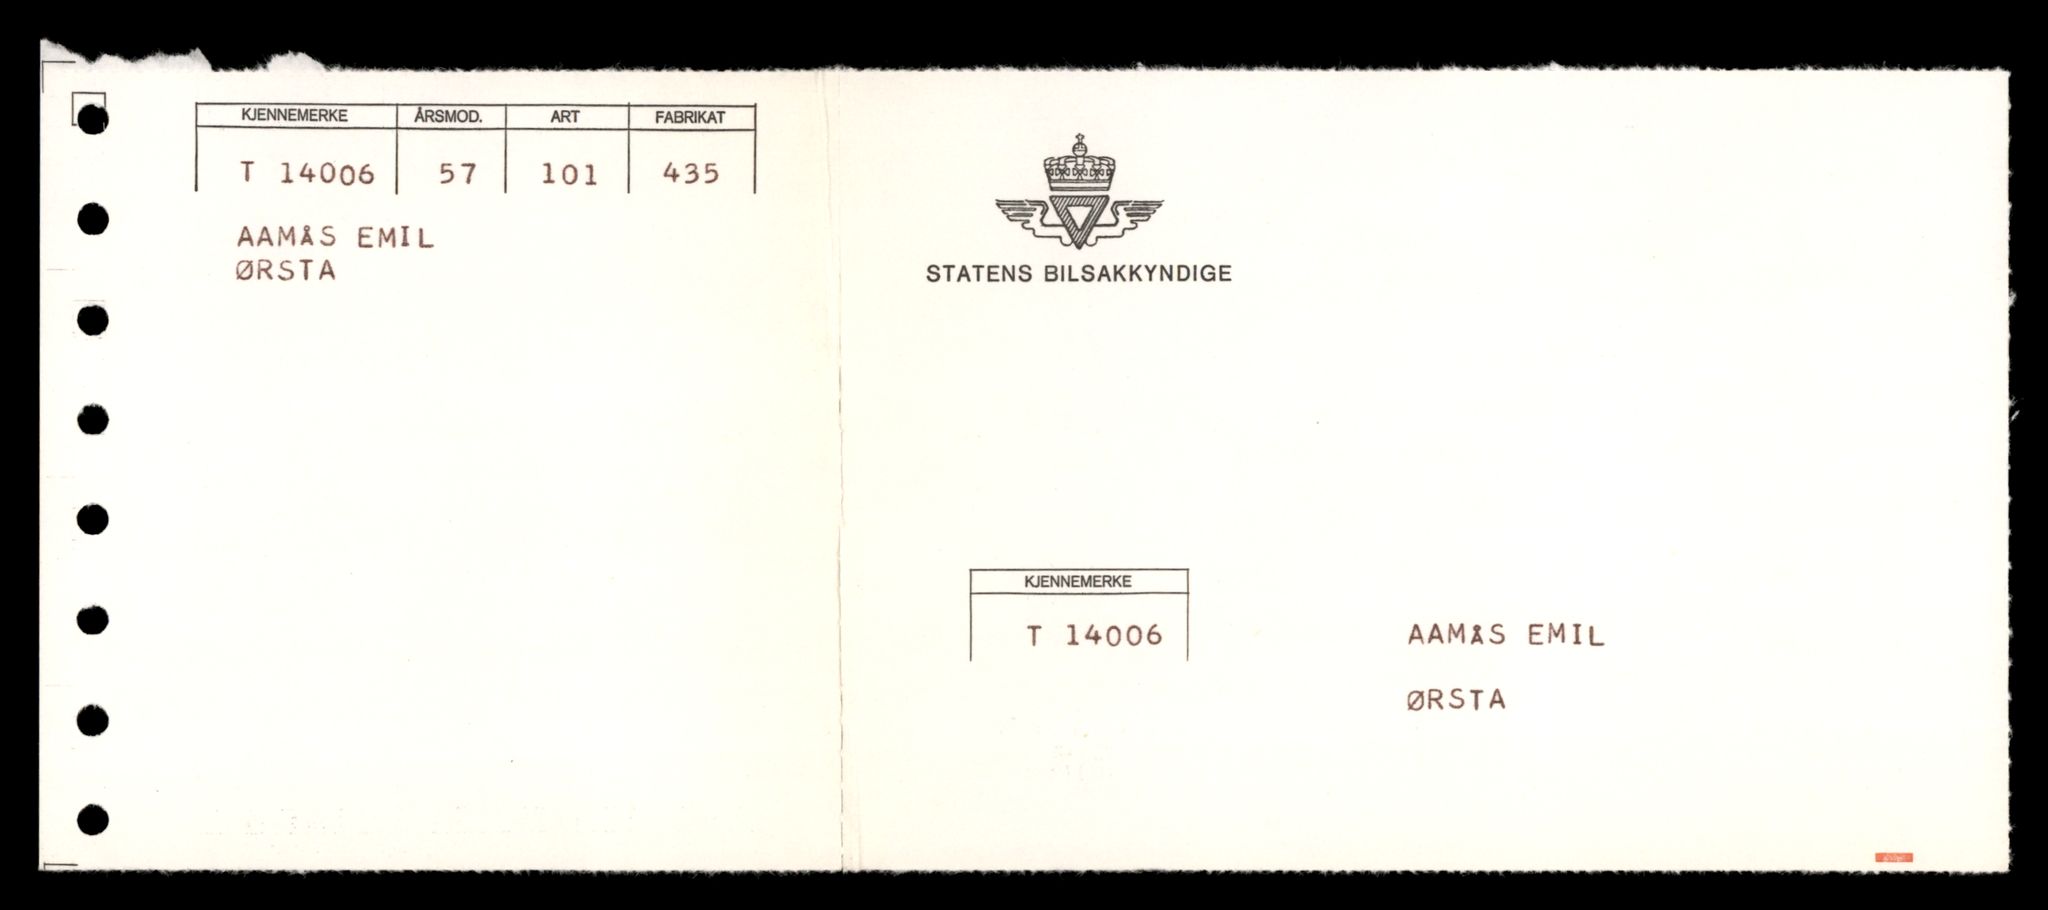 KJENNEMERKE ÅRSMOD. ART FABRIKAT
T 14006 57 101 435
AAMÅS EMIL
ØRSTA
STATENS BILSAKKYNDIGE
KJENNEMERKE
T 14006
AAMÅS EMIL
ØRSTA